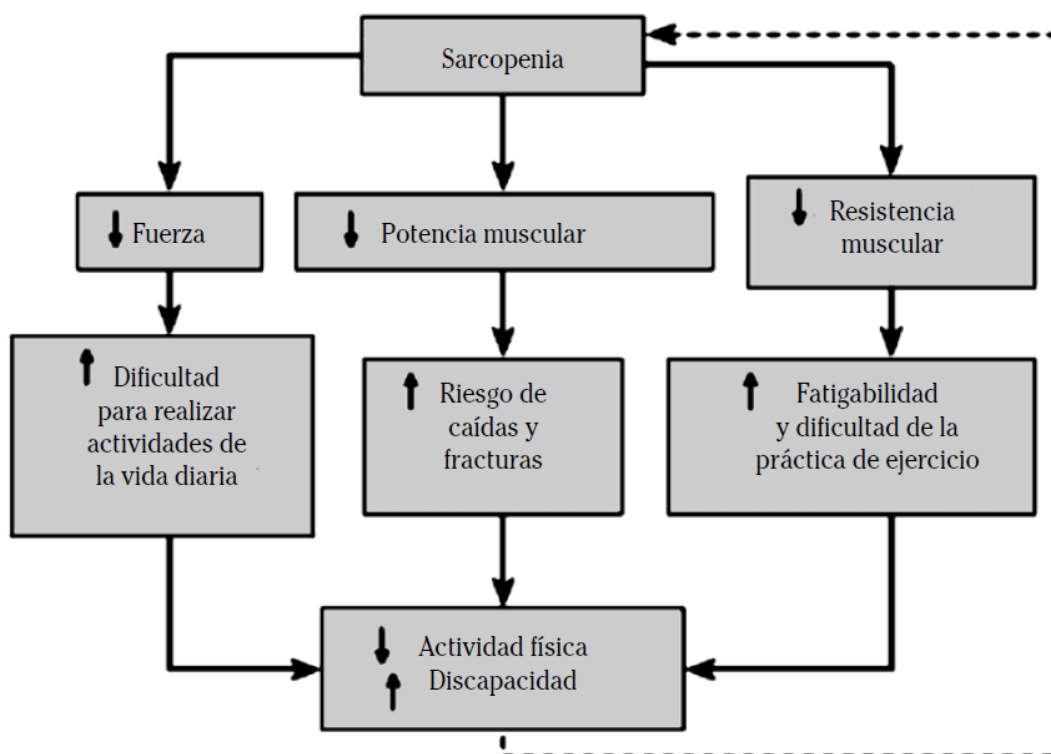 Sarcopenia
Fuerza
Potencia muscular
Resistencia
muscular
Dificultad
para realizar
actividades de
la vida diaria
Riesgo de
caídas y
fracturas
Fatigabilidad
y dificultad de la
práctica de ejercicio
Actividad física
Discapacidad